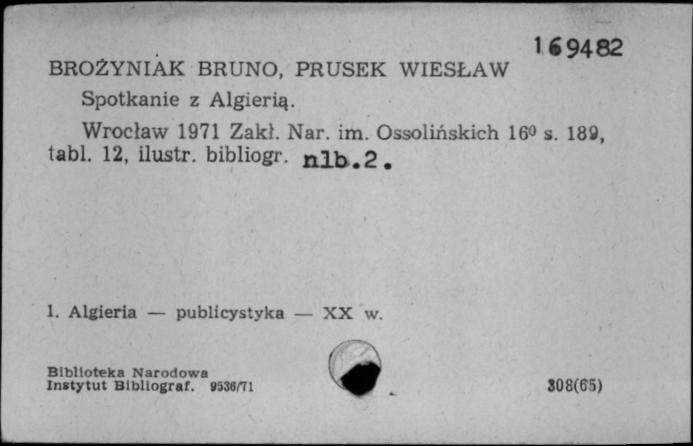 169482
BROŻYNIAK BRUNO, PRUSEK WIESŁAW
Spotkanie z Algierią.
Wrocław 1971 Zakł. Nar. im. Ossolińskich 16⁰ s. 189,
tabl. 12, ilustr. bibliogr. nlb.2.
1. Algieria — publicystyka — XX w.
Biblioteka Narodowa
Instytut Bibliograf. 9536/71
308(65)